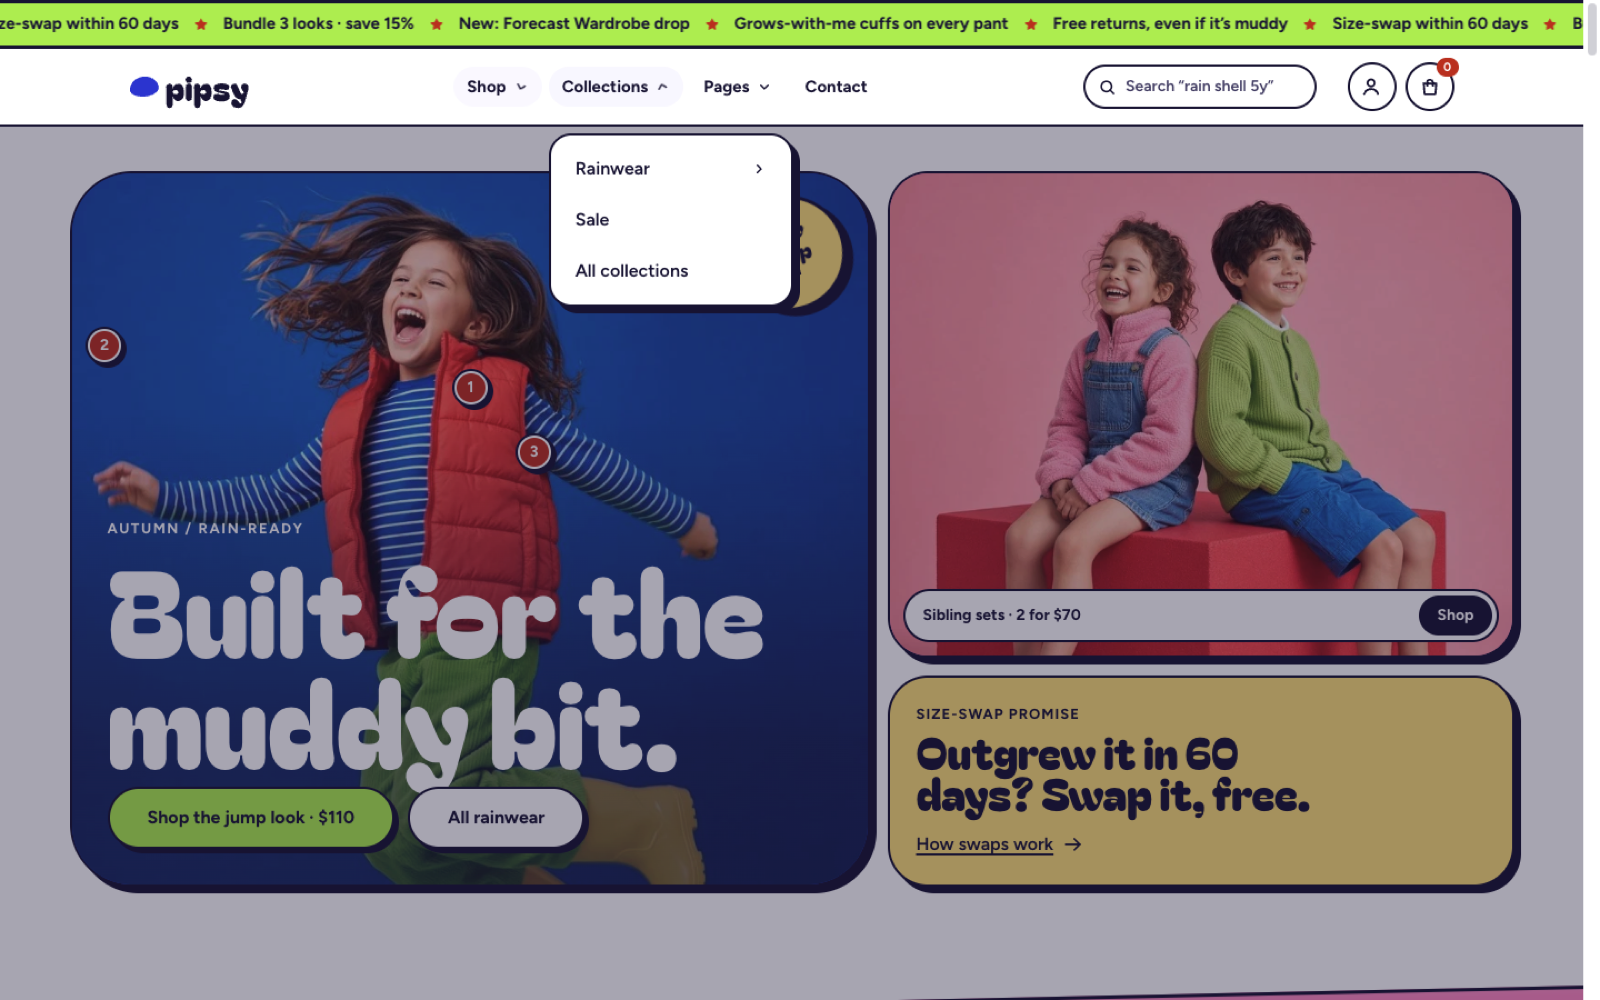 ze-swap within 60 days ★ Bundle 3 looks · save 15% ★ New: Forecast Wardrobe drop ★ Grows-with-me cuffs on every pant ★ Free returns, even if it’s muddy ★ Size-swap within 60 days ★
pipsy
Shop
Collections
Pages
Contact
Search “rain shell 5y”
0
Rainwear
Sale
All collections
2
1
3
AUTUMN / RAIN-READY
Built for the
muddy bit.
Shop the jump look · $110
All rainwear
Sibling sets · 2 for $70
Shop
SIZE-SWAP PROMISE
Outgrew it in 60
days? Swap it, free.
How swaps work →